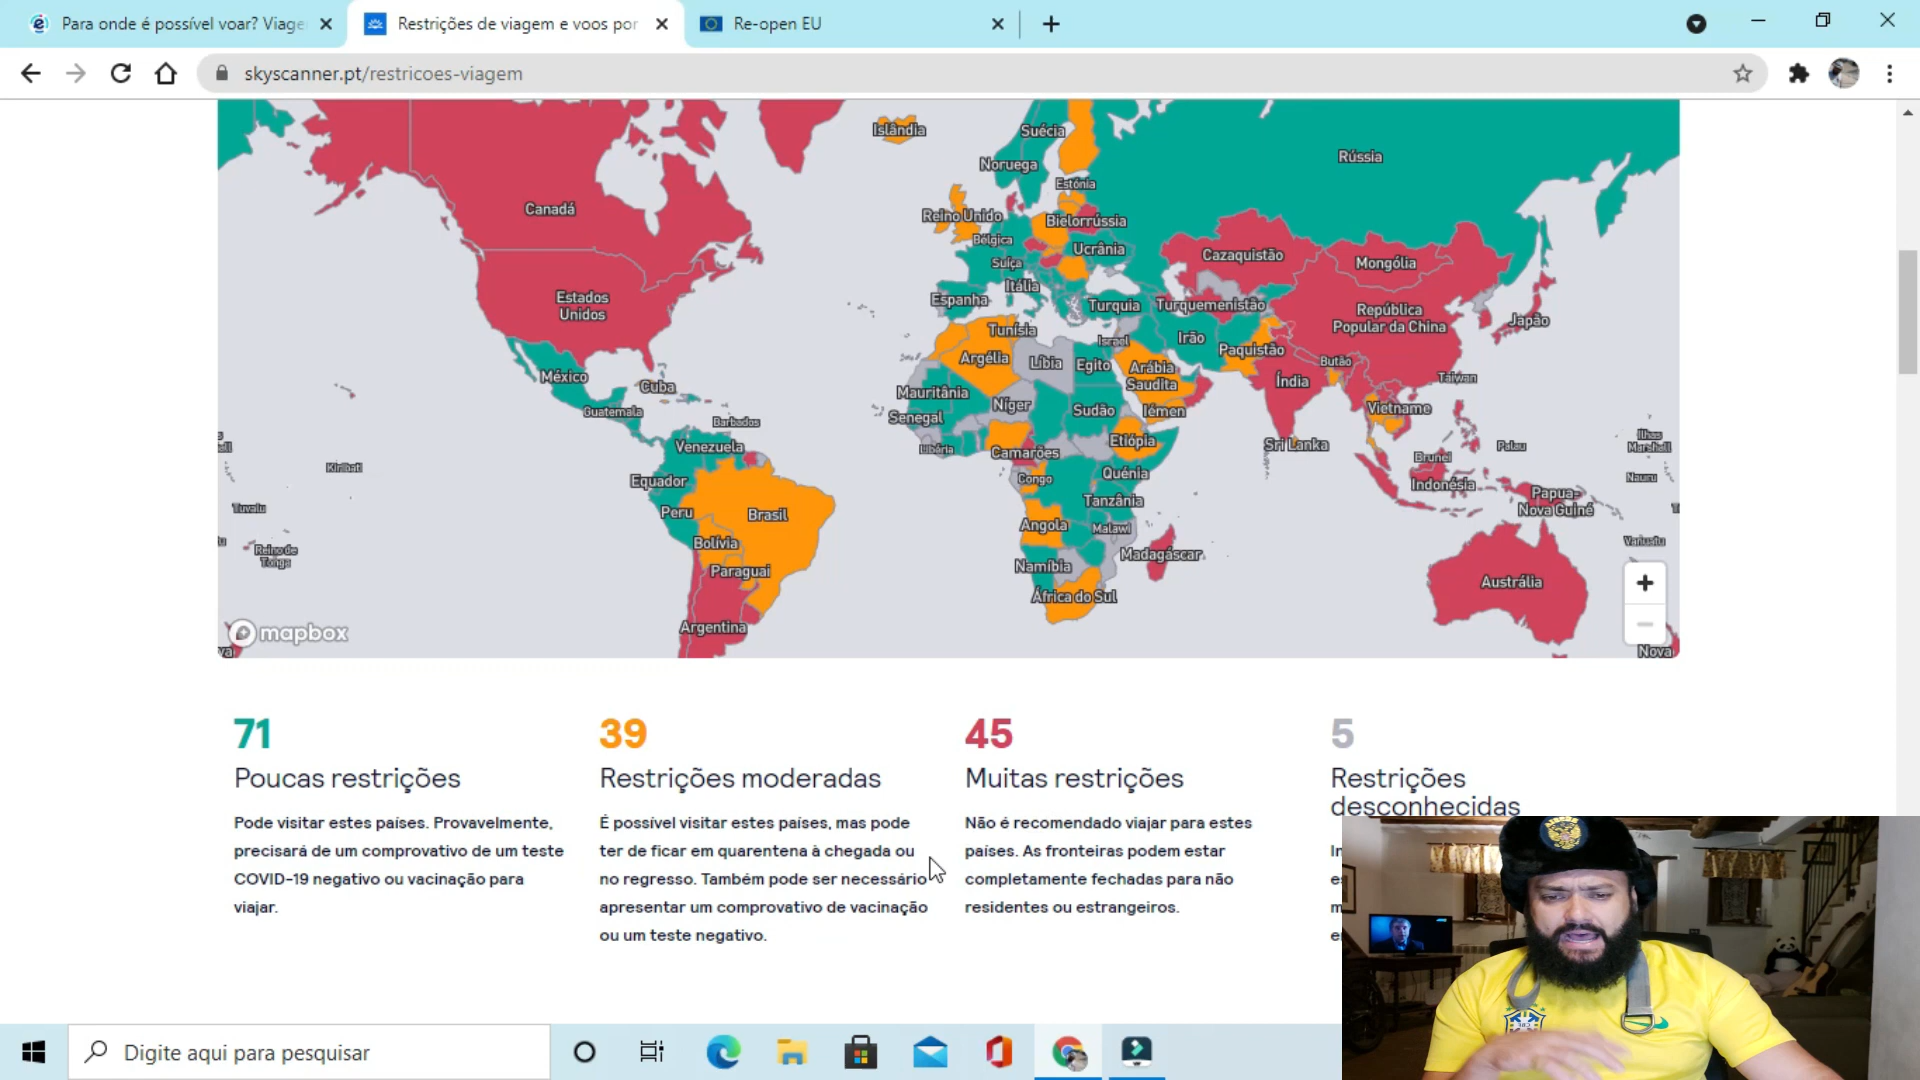 Para onde é possível voar? Viage
Restrições de viagem e voos por
Re-open EU
skyscanner.pt/restricoes-viagem
Islândia
Suécia
Noruega
Rússia
Estónia
Canadá
Reino Unido
Bielorrússia
Bélgica
Ucrânia
Suíça
Cazaquistão
Mongólia
Itália
Estados
Unidos
Espanha
Turquia
Turquemenistão
República
Popular da China
Japão
Tunísia
Israel
Irão
Paquistão
Argélia
Líbia
Egito
Arábia
Saudita
Butão
México
Cuba
Índia
Taiwan
Mauritânia
Níger
Sudão
Iémen
Vietname
Guatemala
Senegal
Barbados
Etiópia
Venezuela
Libéria
Camarões
Sri Lanka
Palau
Ilhas
Marshall
Kiribati
Brunei
Equador
Congo
Quénia
Indonésia
Nauru
Tuvalu
Peru
Brasil
Tanzânia
Papua-
Nova Guiné
Angola
Malawi
Bolívia
Madagáscar
Vanuatu
Reino de
Tonga
Paraguai
Namíbia
Austrália
África do Sul
Argentina
mapbox
Nova
71
Poucas restrições
Pode visitar estes países. Provavelmente,
precisará de um comprovativo de um teste
COVID-19 negativo ou vacinação para
viajar.
39
Restrições moderadas
É possível visitar estes países, mas pode
ter de ficar em quarentena à chegada ou
no regresso. Também pode ser necessário
apresentar um comprovativo de vacinação
ou um teste negativo.
45
Muitas restrições
Não é recomendado viajar para estes
países. As fronteiras podem estar
completamente fechadas para não
residentes ou estrangeiros.
5
Restrições
desconhecidas
Digite aqui para pesquisar